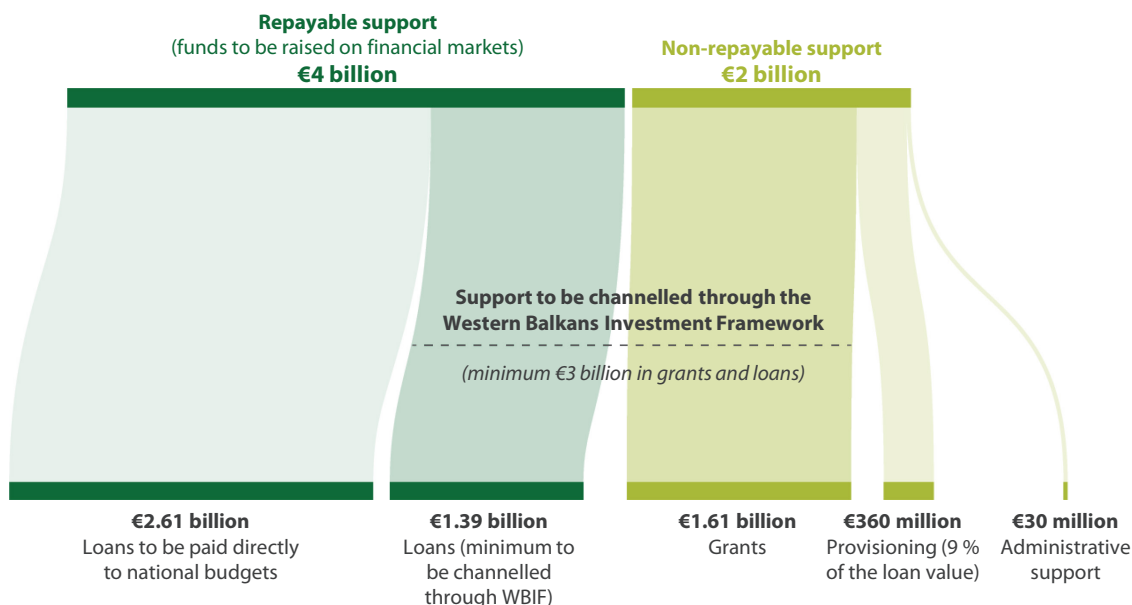 Repayable support
(funds to be raised on financial markets)
€4 billion
Non-repayable support
€2 billion
Support to be channelled through the
Western Balkans Investment Framework
(minimum €3 billion in grants and loans)
€2.61 billion
Loans to be paid directly
to national budgets
€1.39 billion
Loans (minimum to
be channelled
through WBIF)
€1.61 billion
Grants
€360 million
Provisioning (9 %
of the loan value)
€30 million
Administrative
support